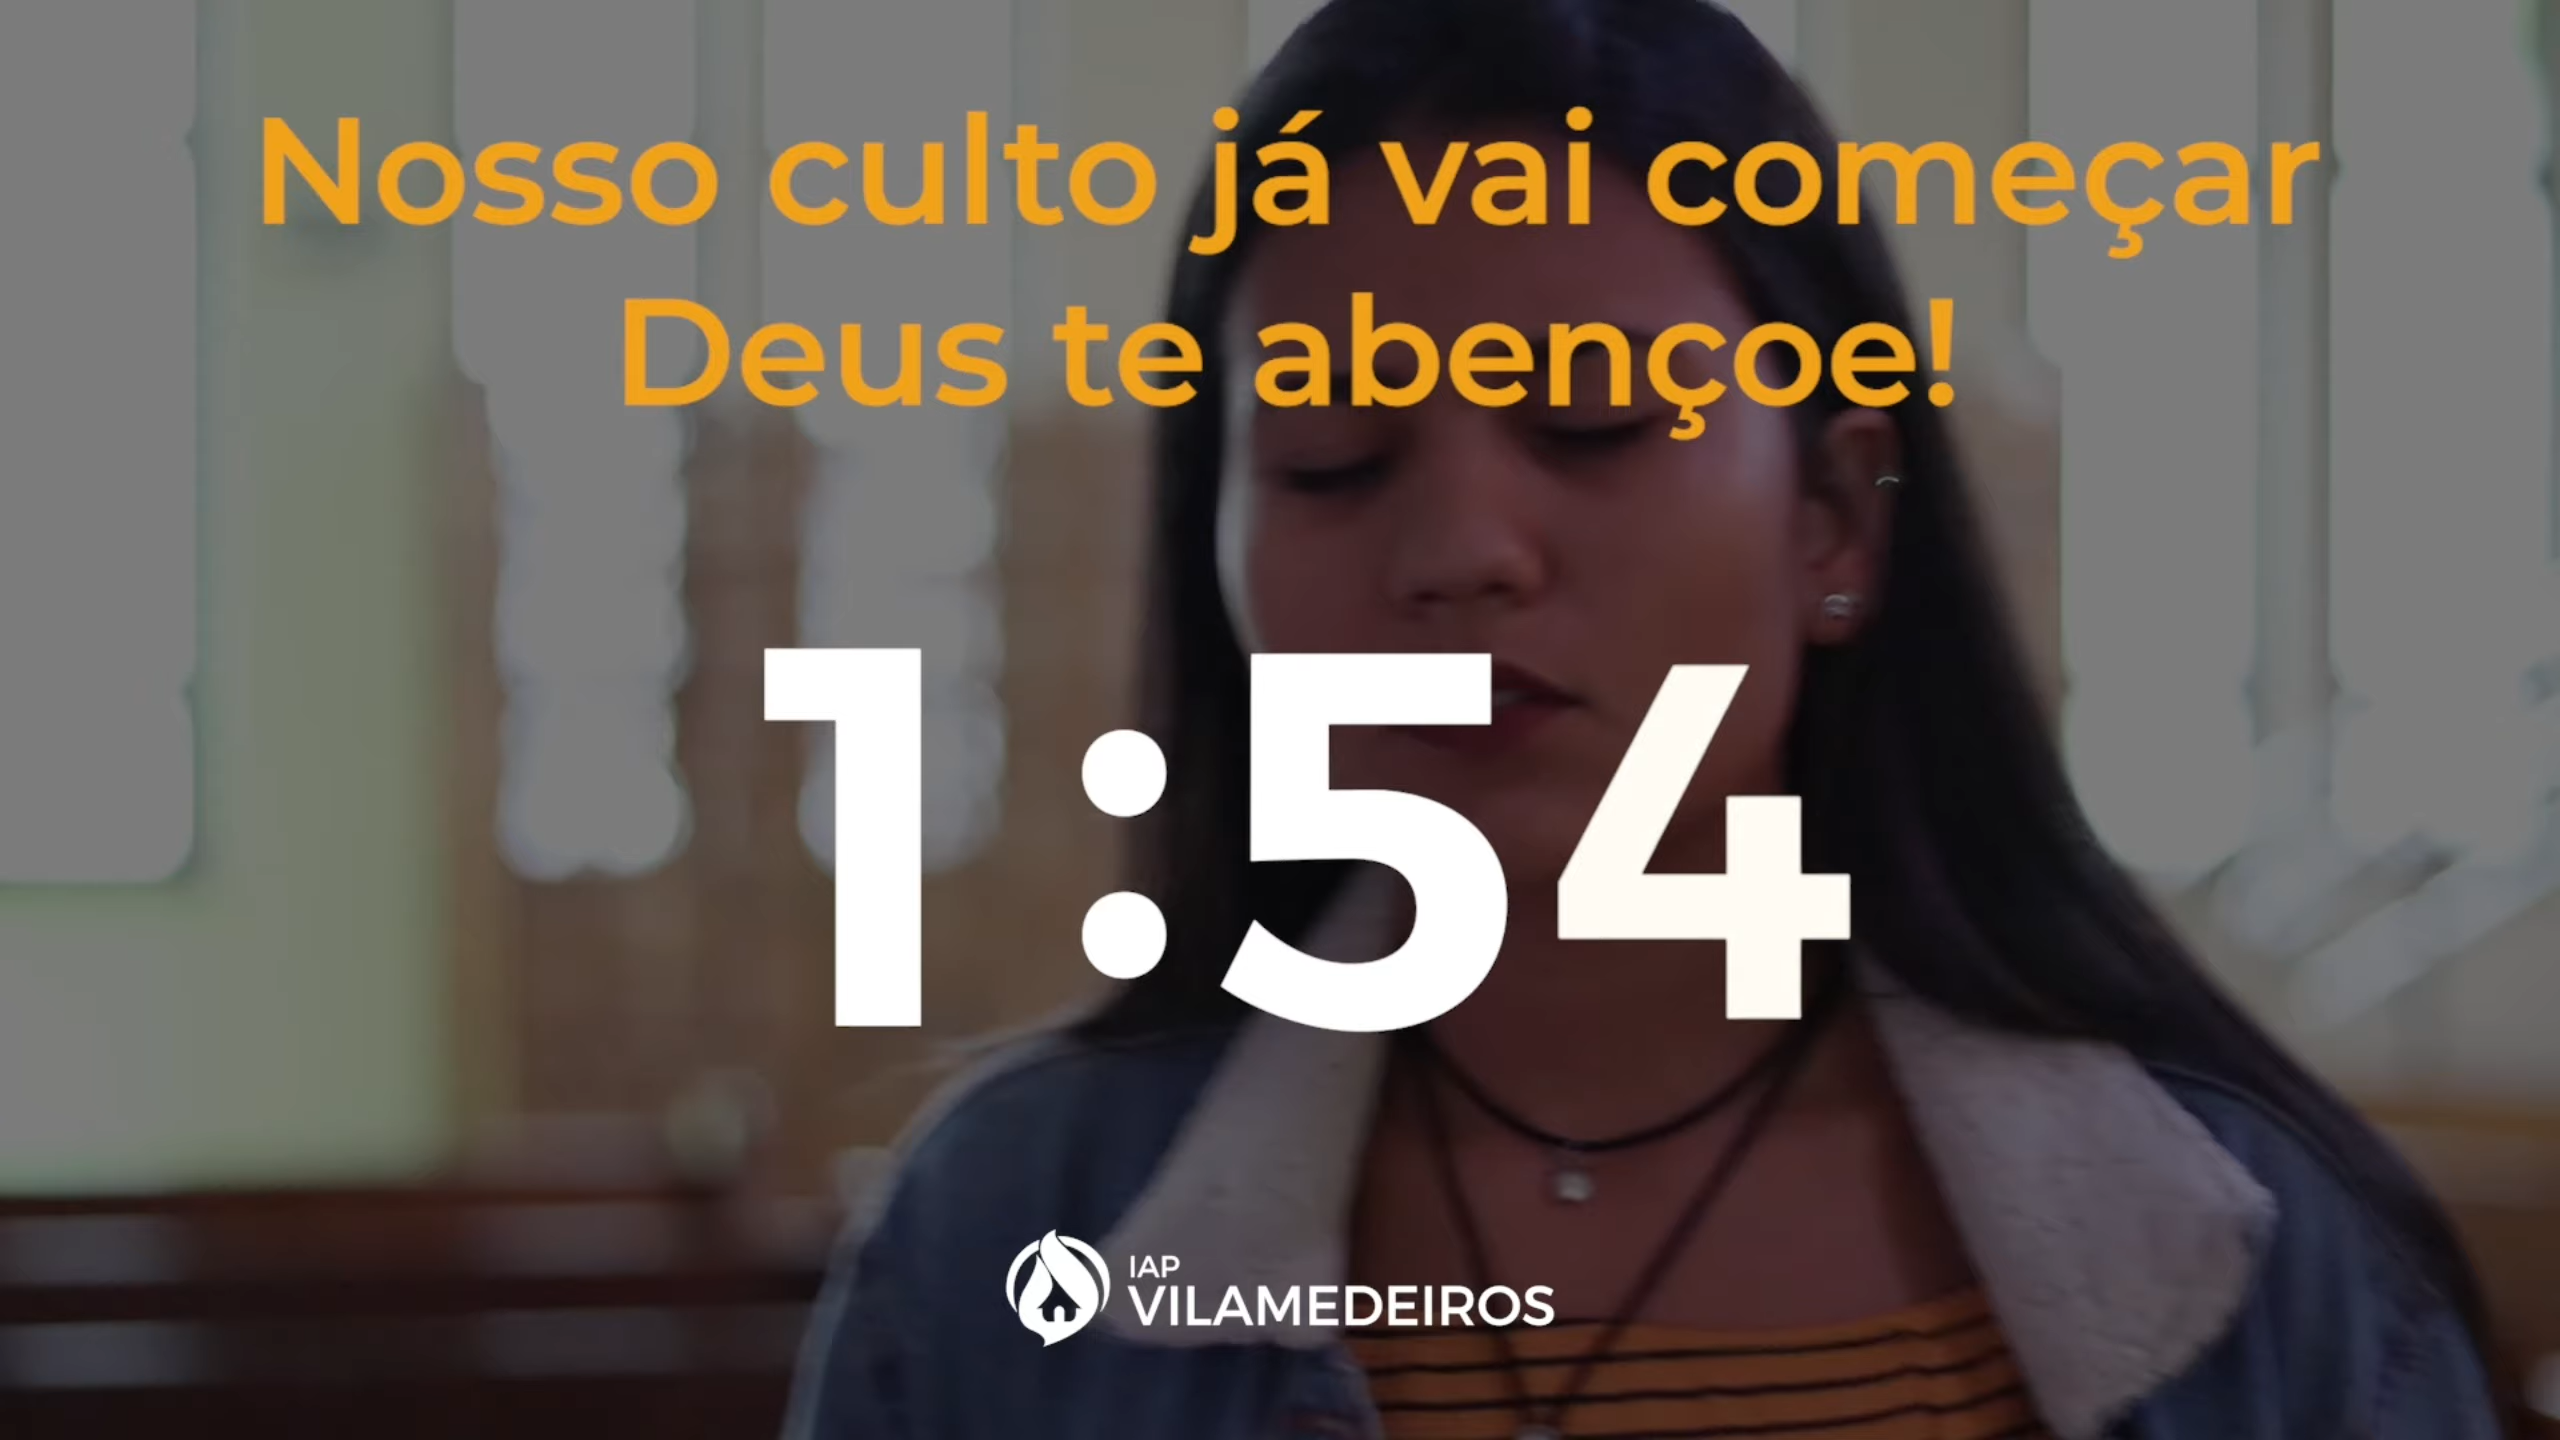 Nosso culto já vai começar
Deus te abençoe!
1:54
IAP
VILAMEDEIROS